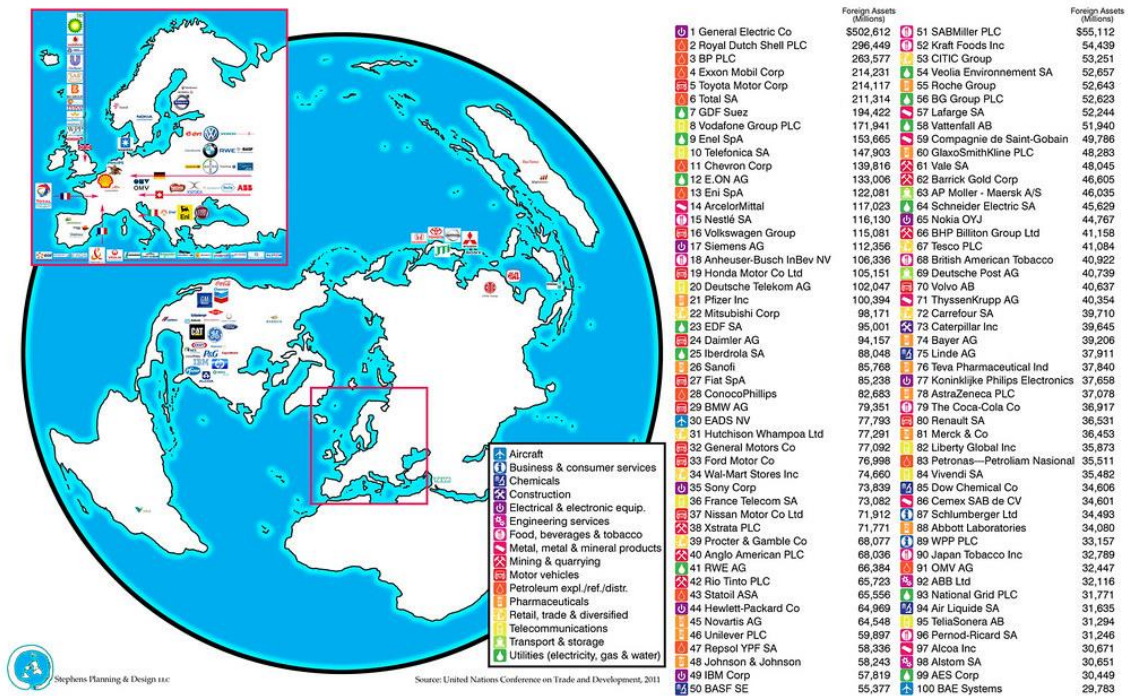 Foreign Assets
(Millions)
1 General Electric Co $502,612
2 Royal Dutch Shell PLC 296,449
3 BP PLC 263,577
4 Exxon Mobil Corp 214,231
5 Toyota Motor Corp 214,117
6 Total SA 211,314
7 GDF Suez 194,422
8 Vodafone Group PLC 171,941
9 Enel SpA 153,665
10 Telefonica SA 147,903
11 Chevron Corp 139,816
12 E.ON AG 133,006
13 Eni SpA 122,081
14 ArcelorMittal 117,023
15 Nestlé SA 116,130
16 Volkswagen Group 115,081
17 Siemens AG 112,356
18 Anheuser-Busch InBev NV 106,336
19 Honda Motor Co Ltd 105,151
20 Deutsche Telekom AG 102,047
21 Pfizer Inc 100,394
22 Mitsubishi Corp 98,171
23 EDF SA 95,001
24 Daimler AG 94,157
25 Iberdrola SA 88,048
26 Sanofi 85,768
27 Fiat SpA 85,238
28 ConocoPhillips 82,683
29 BMW AG 79,351
30 EADS NV 77,793
31 Hutchison Whampoa Ltd 77,291
32 General Motors Co 77,092
33 Ford Motor Co 76,998
34 Wal-Mart Stores Inc 74,660
35 Sony Corp 73,839
36 France Telecom SA 73,082
37 Nissan Motor Co Ltd 71,912
38 Xstrata PLC 71,771
39 Procter & Gamble Co 68,077
40 Anglo American PLC 68,036
41 RWE AG 66,384
42 Rio Tinto PLC 65,723
43 Statoil ASA 65,556
44 Hewlett-Packard Co 64,969
45 Novartis AG 64,548
46 Unilever PLC 59,897
47 Repsol YPF SA 58,336
48 Johnson & Johnson 58,243
49 IBM Corp 57,819
50 BASF SE 55,377
Foreign Assets
(Millions)
51 SABMiller PLC $55,112
52 Kraft Foods Inc 54,439
53 CITIC Group 53,251
54 Veolia Environnement SA 52,657
55 Roche Group 52,643
56 BG Group PLC 52,623
57 Lafarge SA 52,244
58 Vattenfall AB 51,940
59 Compagnie de Saint-Gobain 49,786
60 GlaxoSmithKline PLC 48,283
61 Vale SA 48,045
62 Barrick Gold Corp 46,605
63 AP Moller - Maersk A/S 46,035
64 Schneider Electric SA 45,629
65 Nokia OYJ 44,767
66 BHP Billiton Group Ltd 41,158
67 Tesco PLC 41,084
68 British American Tobacco 40,922
69 Deutsche Post AG 40,739
70 Volvo AB 40,637
71 ThyssenKrupp AG 40,354
72 Carrefour SA 39,710
73 Caterpillar Inc 39,645
74 Bayer AG 39,206
75 Linde AG 37,911
76 Teva Pharmaceutical Ind 37,840
77 Koninklijke Philips Electronics 37,658
78 AstraZeneca PLC 37,078
79 The Coca-Cola Co 36,917
80 Renault SA 36,531
81 Merck & Co 36,453
82 Liberty Global Inc 35,873
83 Petronas—Petroliam Nasional 35,511
84 Vivendi SA 35,482
85 Dow Chemical Co 34,606
86 Cemex SAB de CV 34,601
87 Schlumberger Ltd 34,493
88 Abbott Laboratories 34,080
89 WPP PLC 33,157
90 Japan Tobacco Inc 32,789
91 OMV AG 32,447
92 ABB Ltd 32,116
93 National Grid PLC 31,771
94 Air Liquide SA 31,635
95 TeliaSonera AB 31,294
96 Pernod-Ricard SA 31,246
97 Alcoa Inc 30,671
98 Alstom SA 30,651
99 AES Corp 30,449
100 BAE Systems 29,783
Aircraft
Business & consumer services
Chemicals
Construction
Electrical & electronic equip.
Engineering services
Food, beverages & tobacco
Metal, metal & mineral products
Mining & quarrying
Motor vehicles
Petroleum expl./ref./distr.
Pharmaceuticals
Retail, trade & diversified
Telecommunications
Transport & storage
Utilities (electricity, gas & water)
NOKIA
RWE
BASF
OMV
ABB
TOTAL
Eni
FIAT
JTI
GM
CAT
P&G
IBM
Stephens Planning & Design LLC
Source: United Nations Conference on Trade and Development, 2011